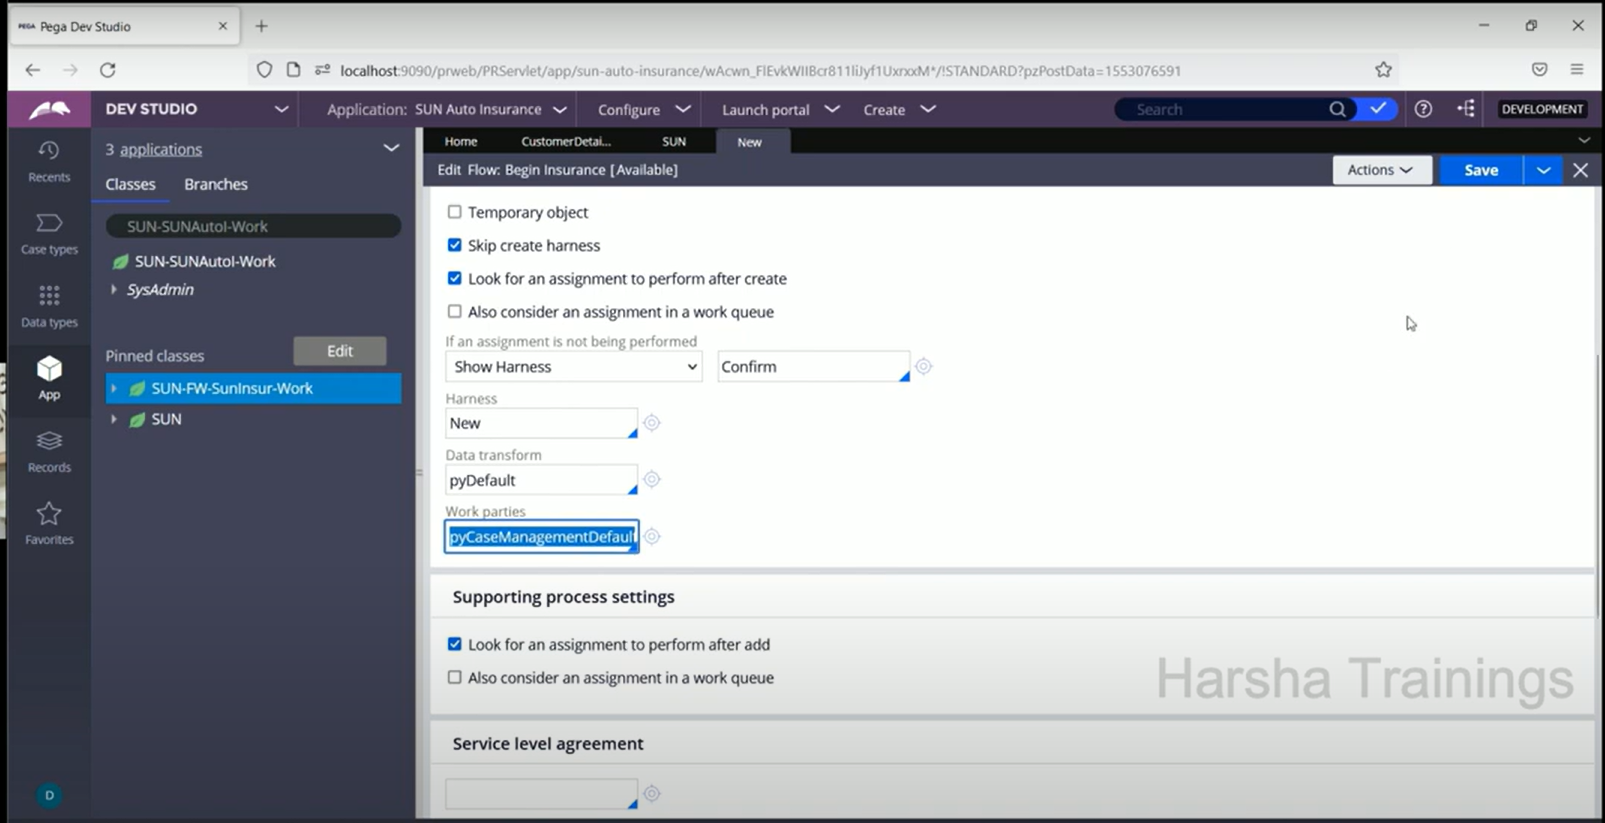 PEGA Pega Dev Studio
localhost:9090/prweb/PRServlet/app/sun-auto-insurance/wAcwn_FlEvkWIIBcr811liJyf1UxrxxM*/!STANDARD?pzPostData=1553076591
DEV STUDIO
Application: SUN Auto Insurance
Configure
Launch portal
Create
Search
DEVELOPMENT
Recents
Case types
Data types
App
Records
Favorites
D
3 applications
Classes Branches
SUN-SUNAutoI-Work
SUN-SUNAutoI-Work
SysAdmin
Pinned classes Edit
SUN-FW-SunInsur-Work
SUN
Home CustomerDetai... SUN New
Edit Flow: Begin Insurance [Available]
Actions Save
Temporary object
Skip create harness
Look for an assignment to perform after create
Also consider an assignment in a work queue
If an assignment is not being performed
Show Harness Confirm
Harness
New
Data transform
pyDefault
Work parties
pyCaseManagementDefault
Supporting process settings
Look for an assignment to perform after add
Also consider an assignment in a work queue
Harsha Trainings
Service level agreement